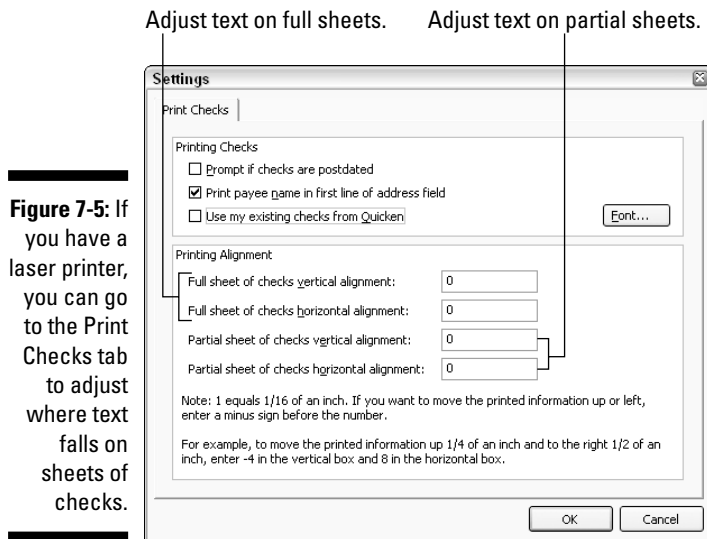 Adjust text on full sheets.
Adjust text on partial sheets.
Settings
Print Checks
Printing Checks
Prompt if checks are postdated
Print payee name in first line of address field
Use my existing checks from Quicken
Font...
Figure 7-5: If
you have a
laser printer,
you can go
to the Print
Checks tab
to adjust
where text
falls on
sheets of
checks.
Printing Alignment
Full sheet of checks vertical alignment:
0
Full sheet of checks horizontal alignment:
0
Partial sheet of checks vertical alignment:
0
Partial sheet of checks horizontal alignment:
0
Note: 1 equals 1/16 of an inch. If you want to move the printed information up or left,
enter a minus sign before the number.
For example, to move the printed information up 1/4 of an inch and to the right 1/2 of an
inch, enter -4 in the vertical box and 8 in the horizontal box.
OK
Cancel